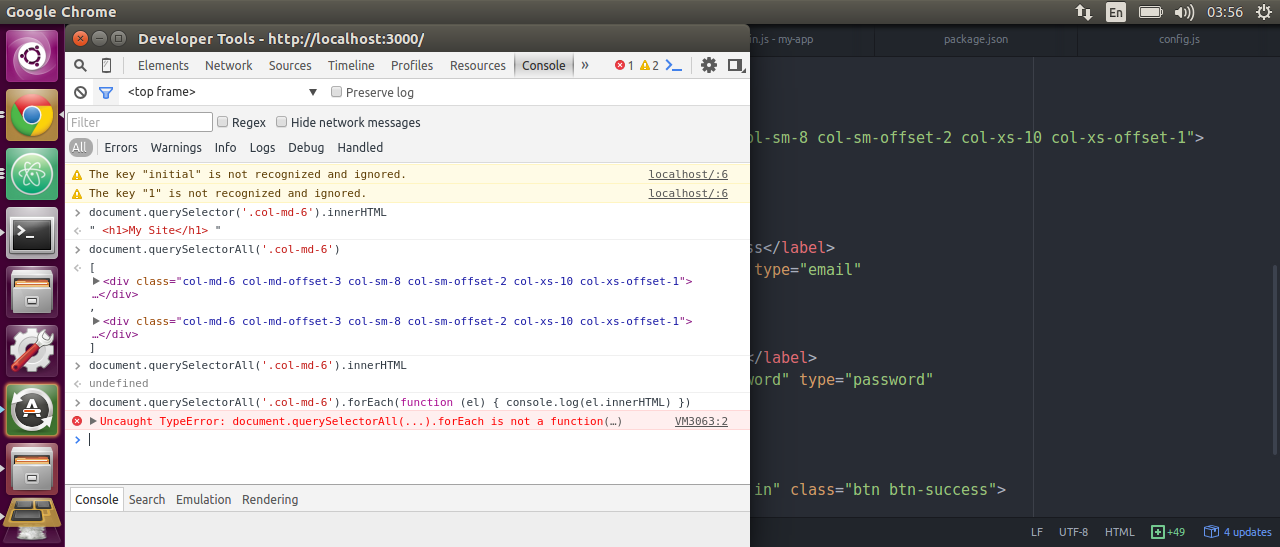 Google Chrome
En
03:56
Developer Tools - http://localhost:3000/
Elements Network Sources Timeline Profiles Resources Console » 1 2
<top frame> Preserve log
Filter Regex Hide network messages
All Errors Warnings Info Logs Debug Handled
The key "initial" is not recognized and ignored. localhost/:6
The key "1" is not recognized and ignored. localhost/:6
document.querySelector('.col-md-6').innerHTML
" <h1>My Site</h1> "
document.querySelectorAll('.col-md-6')
[
<div class="col-md-6 col-md-offset-3 col-sm-8 col-sm-offset-2 col-xs-10 col-xs-offset-1">
…</div>
,
<div class="col-md-6 col-md-offset-3 col-sm-8 col-sm-offset-2 col-xs-10 col-xs-offset-1">
…</div>
]
document.querySelectorAll('.col-md-6').innerHTML
undefined
document.querySelectorAll('.col-md-6').forEach(function (el) { console.log(el.innerHTML) })
Uncaught TypeError: document.querySelectorAll(...).forEach is not a function(…) VM3063:2
Console Search Emulation Rendering
in.js - my-app package.json config.js
ol-sm-8 col-sm-offset-2 col-xs-10 col-xs-offset-1">
ss</label>
type="email"
</label>
word" type="password"
in" class="btn btn-success">
LF UTF-8 HTML +49 4 updates